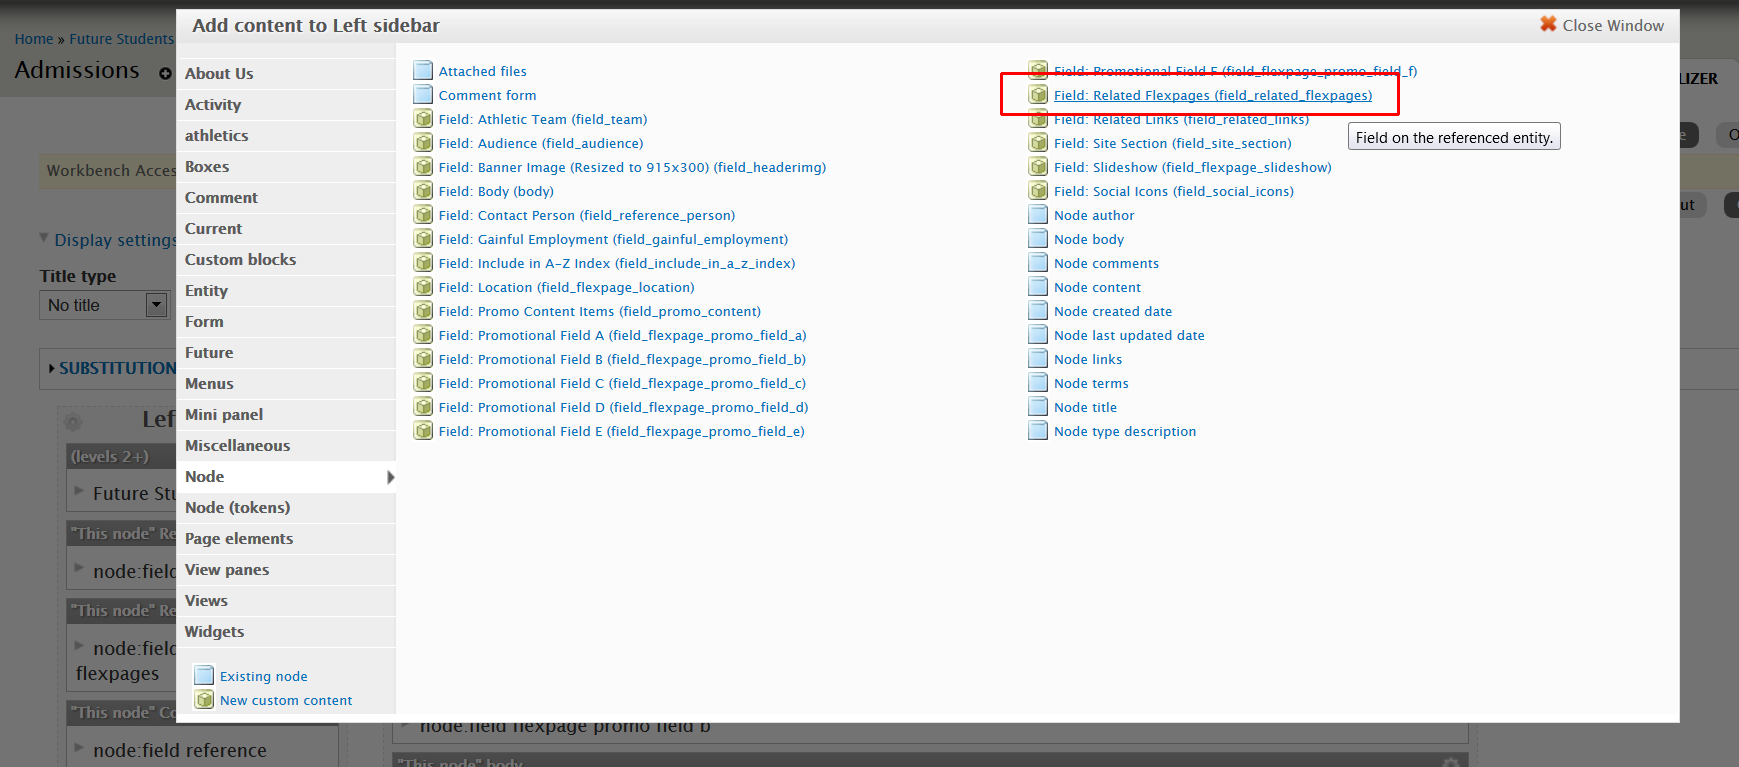 Add content to Left sidebar
Close Window
Home » Future Students
Admissions
LIZER
Workbench Acces
Display settings
Title type
No title
SUBSTITUTION
Lef
(levels 2+)
Future Stu
"This node" Re
node:field
"This node" Re
node:field
flexpages
"This node" Co
node:field reference
About Us
Activity
athletics
Boxes
Comment
Current
Custom blocks
Entity
Form
Future
Menus
Mini panel
Miscellaneous
Node
Node (tokens)
Page elements
View panes
Views
Widgets
Existing node
New custom content
Attached files
Comment form
Field: Athletic Team (field_team)
Field: Audience (field_audience)
Field: Banner Image (Resized to 915x300) (field_headerimg)
Field: Body (body)
Field: Contact Person (field_reference_person)
Field: Gainful Employment (field_gainful_employment)
Field: Include in A-Z Index (field_include_in_a_z_index)
Field: Location (field_flexpage_location)
Field: Promo Content Items (field_promo_content)
Field: Promotional Field A (field_flexpage_promo_field_a)
Field: Promotional Field B (field_flexpage_promo_field_b)
Field: Promotional Field C (field_flexpage_promo_field_c)
Field: Promotional Field D (field_flexpage_promo_field_d)
Field: Promotional Field E (field_flexpage_promo_field_e)
Field: Promotional Field F (field_flexpage_promo_field_f)
Field: Related Flexpages (field_related_flexpages)
Field: Related Links (field_related_links)
Field on the referenced entity.
Field: Site Section (field_site_section)
Field: Slideshow (field_flexpage_slideshow)
Field: Social Icons (field_social_icons)
Node author
Node body
Node comments
Node content
Node created date
Node last updated date
Node links
Node terms
Node title
Node type description
e
O
ut
node:field flexpage promo field b
"This node" body